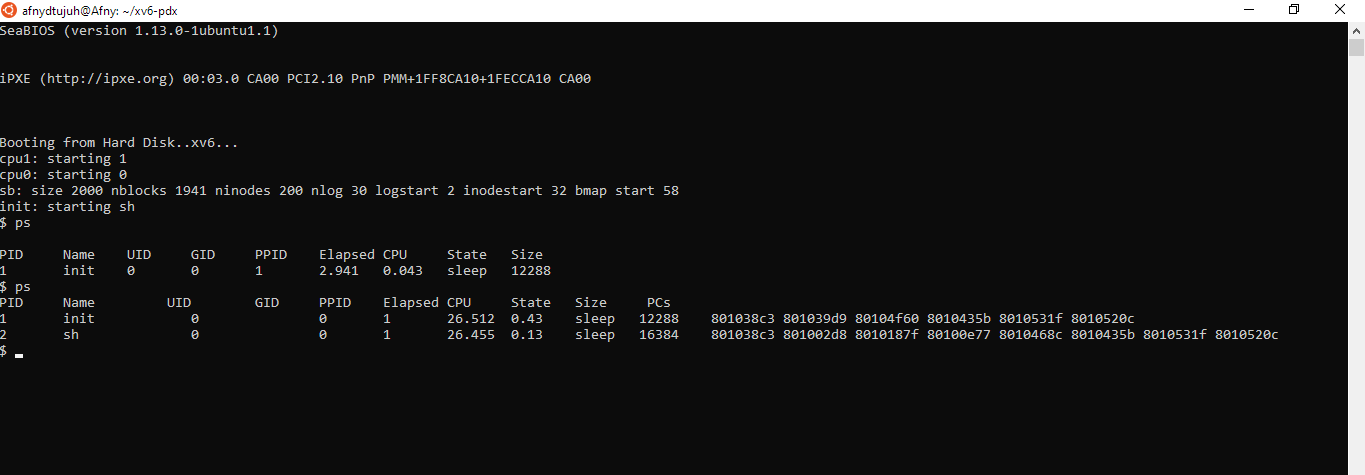 afnydtujuh@Afny: ~/xv6-pdx
SeaBIOS (version 1.13.0-1ubuntu1.1)
iPXE (http://ipxe.org) 00:03.0 CA00 PCI2.10 PnP PMM+1FF8CA10+1FECCA10 CA00
Booting from Hard Disk..xv6...
cpu1: starting 1
cpu0: starting 0
sb: size 2000 nblocks 1941 ninodes 200 nlog 30 logstart 2 inodestart 32 bmap start 58
init: starting sh
$ ps
PID Name UID GID PPID Elapsed CPU State Size
1 init 0 0 1 2.941 0.043 sleep 12288
$ ps
PID Name UID GID PPID Elapsed CPU State Size PCs
1 init 0 0 1 26.512 0.43 sleep 12288 801038c3 801039d9 80104f60 8010435b 8010531f 8010520c
2 sh 0 0 1 26.455 0.13 sleep 16384 801038c3 801002d8 8010187f 80100e77 8010468c 8010435b 8010531f 8010520c
$